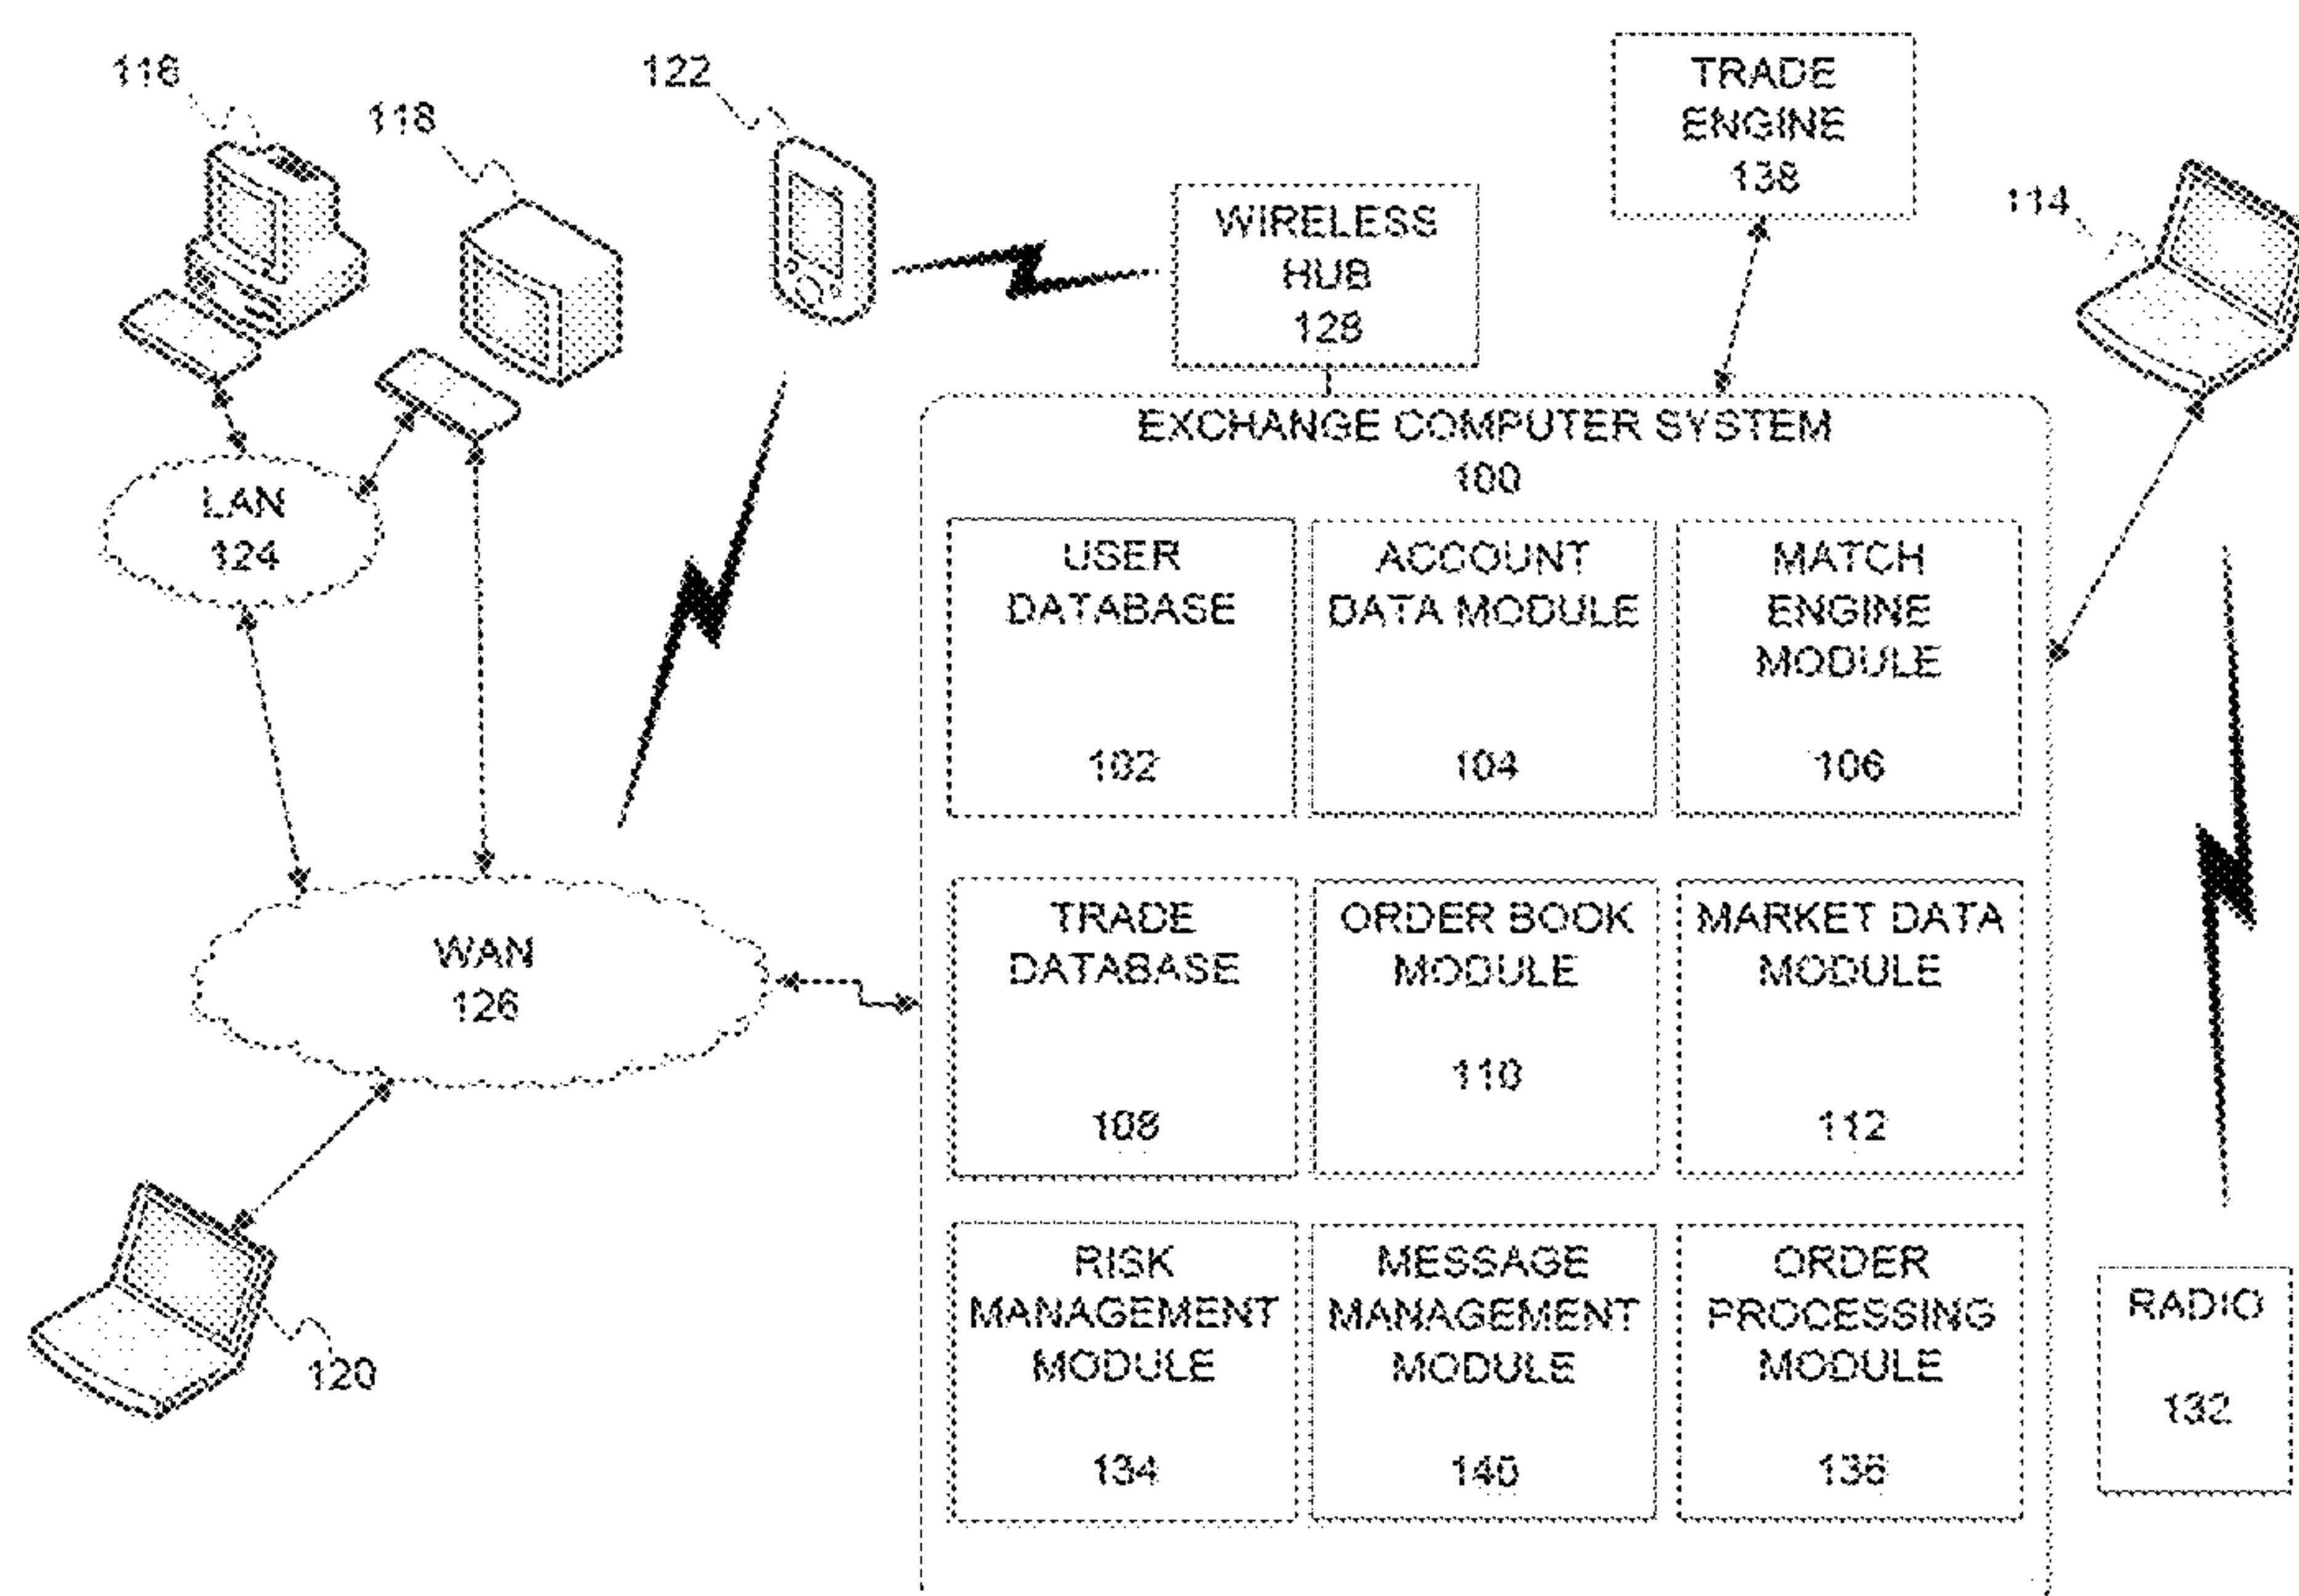 116
118
122
TRADE
ENGINE
138
114
WIRELESS
HUB
128
EXCHANGE COMPUTER SYSTEM
100
LAN
124
USER
DATABASE
102
ACCOUNT
DATA MODULE
104
MATCH
ENGINE
MODULE
106
WAN
126
TRADE
DATABASE
108
ORDER BOOK
MODULE
110
MARKET DATA
MODULE
112
120
RISK
MANAGEMENT
MODULE
134
MESSAGE
MANAGEMENT
MODULE
140
ORDER
PROCESSING
MODULE
136
RADIO
132